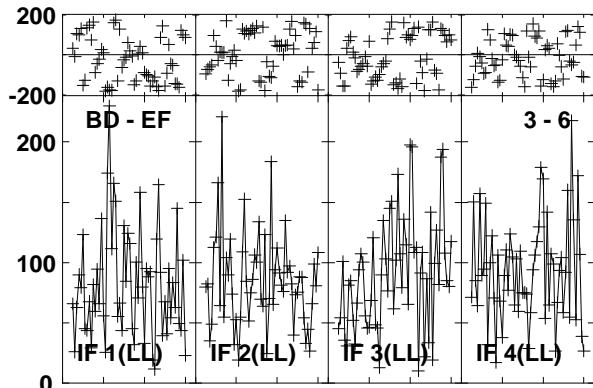 200
-200
BD - EF
3 - 6
200
100
IF 1(LL)
IF 2(LL)
IF 3(LL)
IF 4(LL)
0